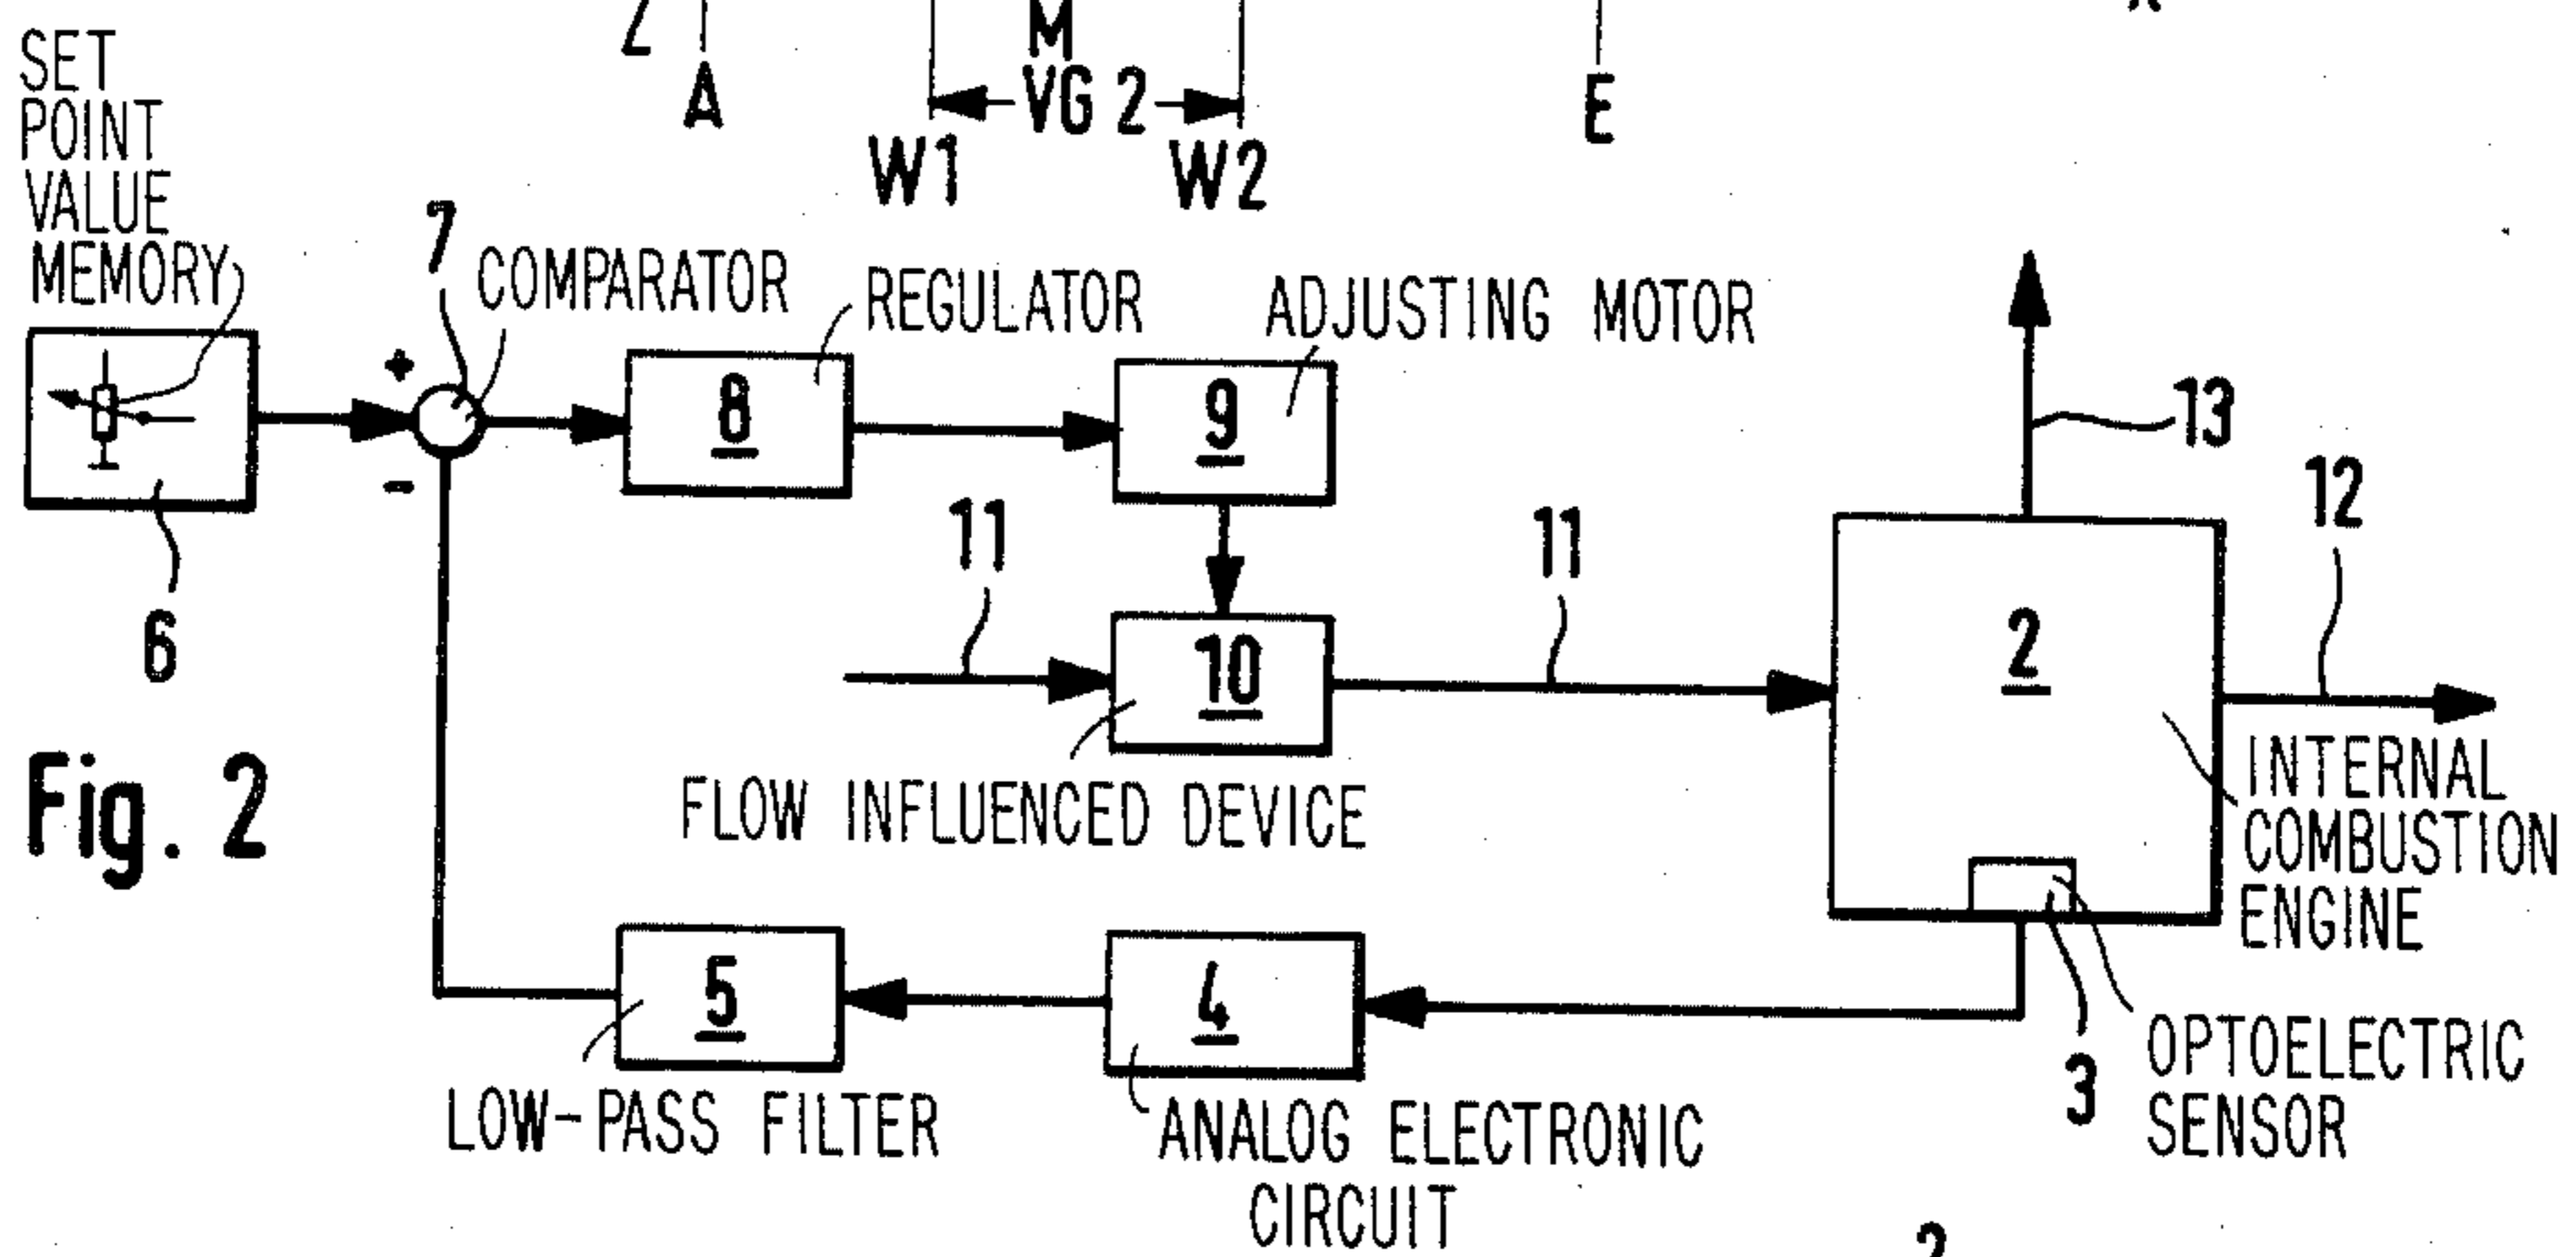 M
A
VG 2
E
W1
W2
SET
POINT
VALUE
MEMORY
7
COMPARATOR
REGULATOR
ADJUSTING MOTOR
+
-
8
9
13
12
6
11
11
10
2
FLOW INFLUENCED DEVICE
INTERNAL
COMBUSTION
ENGINE
Fig. 2
5
4
3
LOW-PASS FILTER
ANALOG ELECTRONIC
CIRCUIT
OPTOELECTRIC
SENSOR